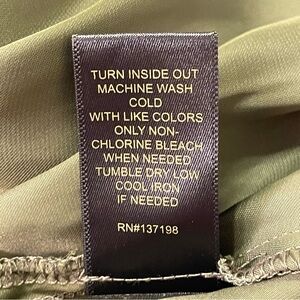 TURN INSIDE OUT
MACHINE WASH
COLD
WITH LIKE COLORS
ONLY NON-
CHLORINE BLEACH
WHEN NEEDED
TUMBLE DRY LOW
COOL IRON
IF NEEDED
RN#137198